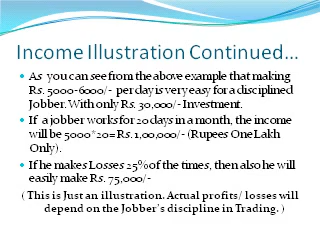 Income Illustration Continued...
• As you can see from the above example that making
Rs. 5000-6000/- per day is very easy for a disciplined
Jobber. With only Rs. 30,000/- Investment.
• If a jobber works for 20 days in a month, the income
will be 5000*20= Rs. 1,00,000/- (Rupees One Lakh
Only).
• If he makes Losses 25% of the times, then also he will
easily make Rs. 75,000/-
( This is Just an illustration. Actual profits/ losses will
depend on the Jobber's discipline in Trading. )